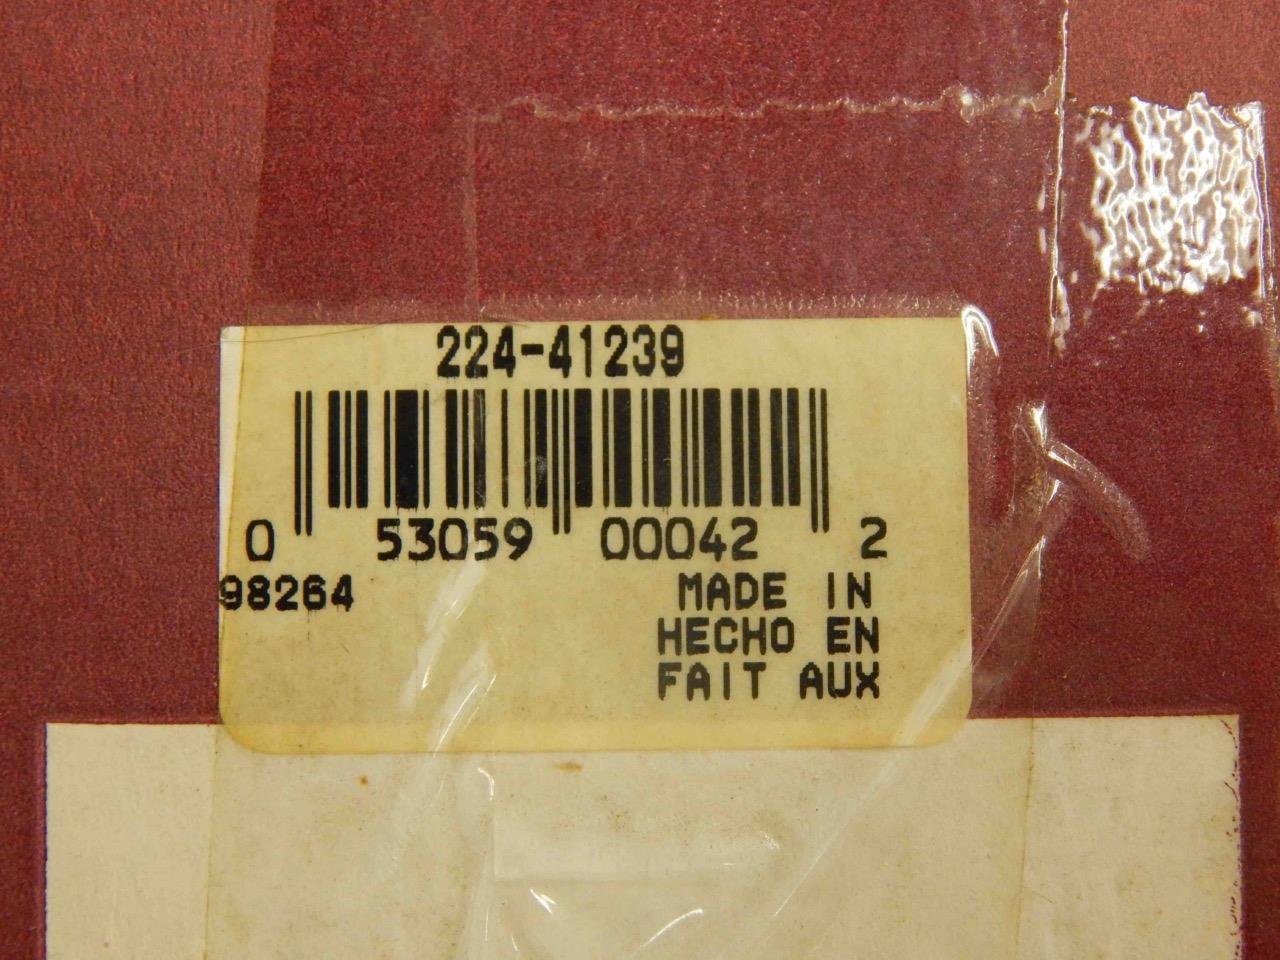 224-41239
0 53059 00042 2
98264 MADE IN
HECHO EN
FAIT AUX